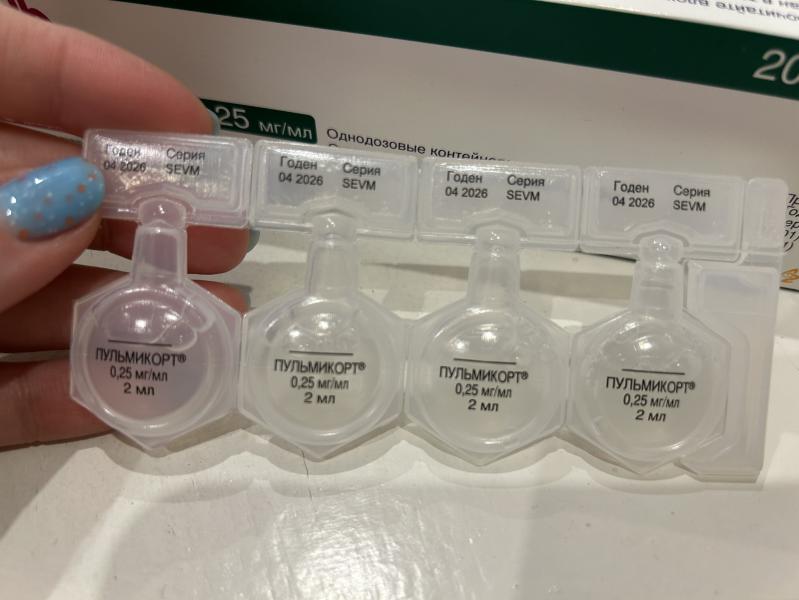 20
25 мг/мл
Однодозовые
Годен Серия
04 2026 SEVM
Годен Серия
04 2026 SEVM
Годен Серия
04 2026 SEVM
Годен Серия
04 2026 SEVM
ПУЛЬМИКОРТ®
0,25 мг/мл
2 мл
ПУЛЬМИКОРТ®
0,25 мг/мл
2 мл
ПУЛЬМИКОРТ®
0,25 мг/мл
2 мл
ПУЛЬМИКОРТ®
0,25 мг/мл
2 мл